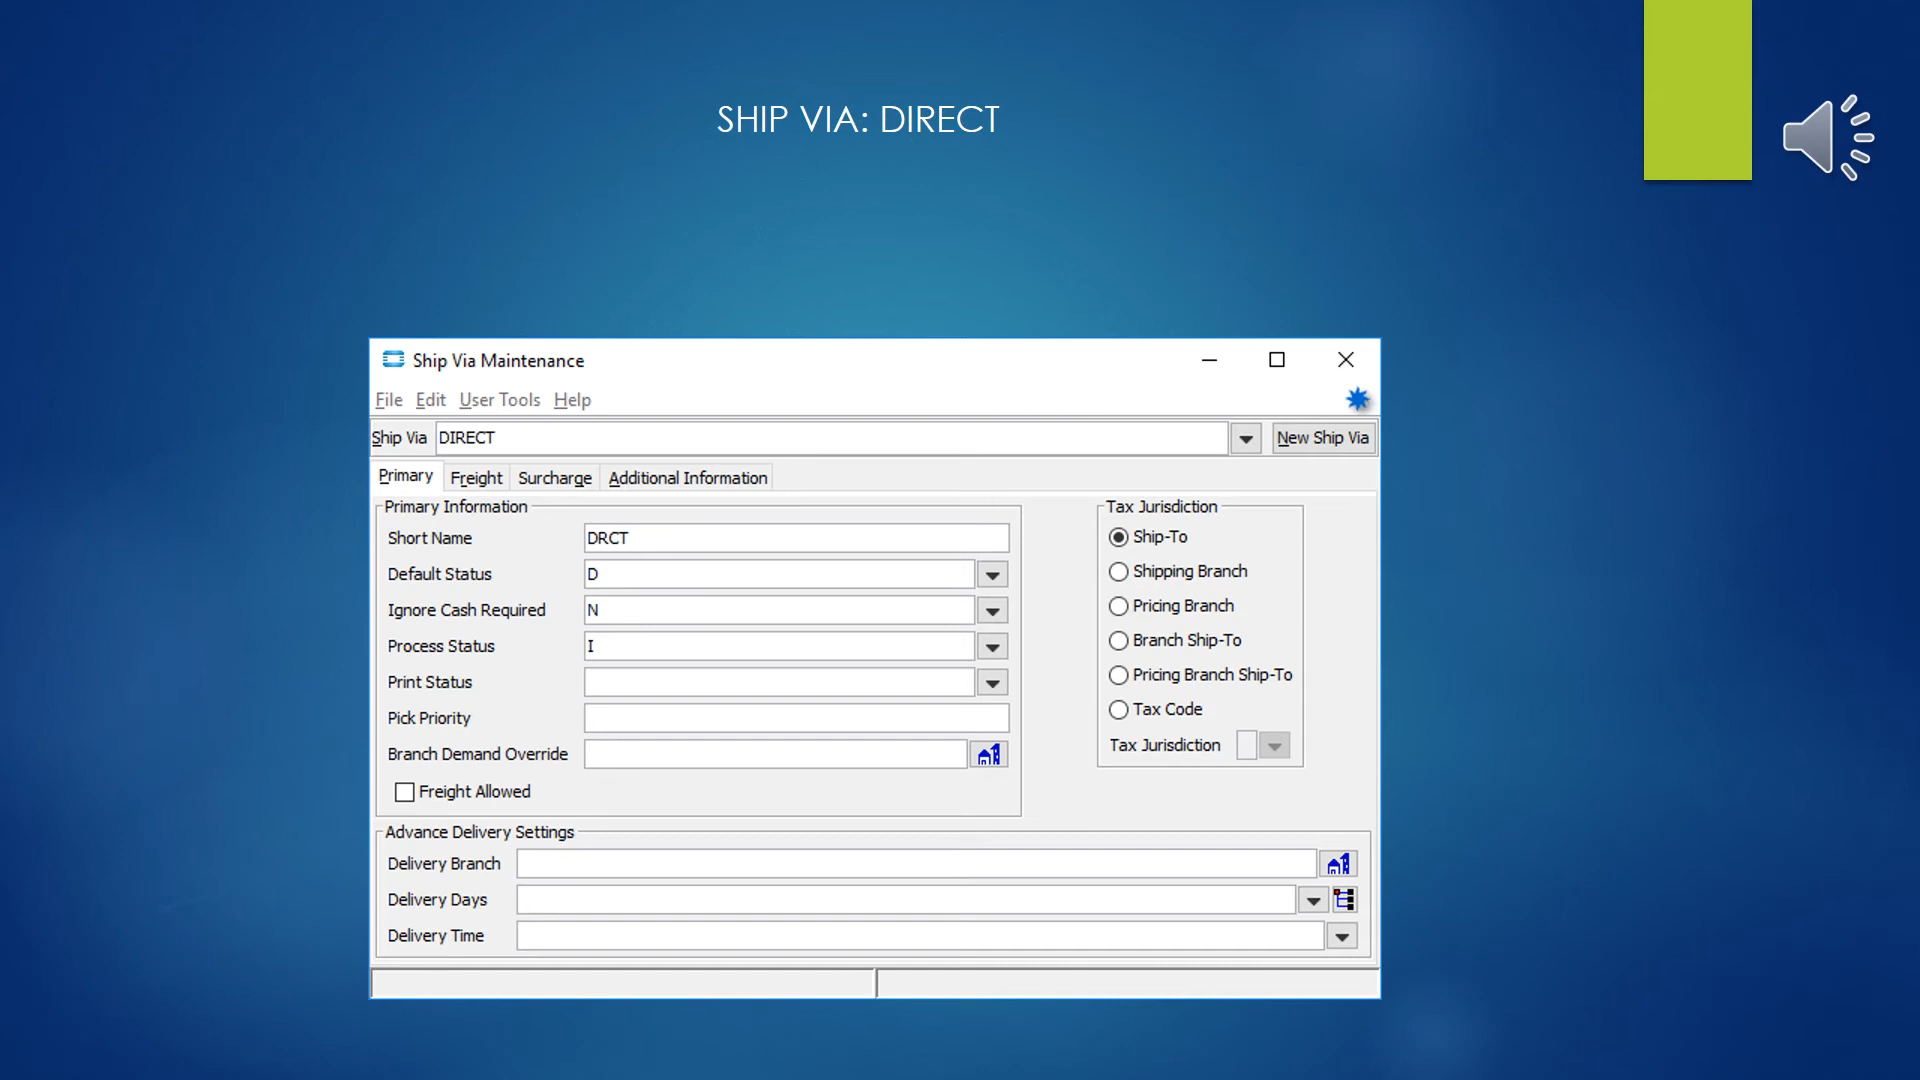 SHIP VIA: DIRECT
Ship Via Maintenance
File Edit User Tools Help
Ship Via DIRECT New Ship Via
Primary Freight Surcharge Additional Information
Primary Information
Short Name DRCT
Default Status D
Ignore Cash Required N
Process Status I
Print Status
Pick Priority
Branch Demand Override
Freight Allowed
Tax Jurisdiction
Ship-To
Shipping Branch
Pricing Branch
Branch Ship-To
Pricing Branch Ship-To
Tax Code
Tax Jurisdiction
Advance Delivery Settings
Delivery Branch
Delivery Days
Delivery Time